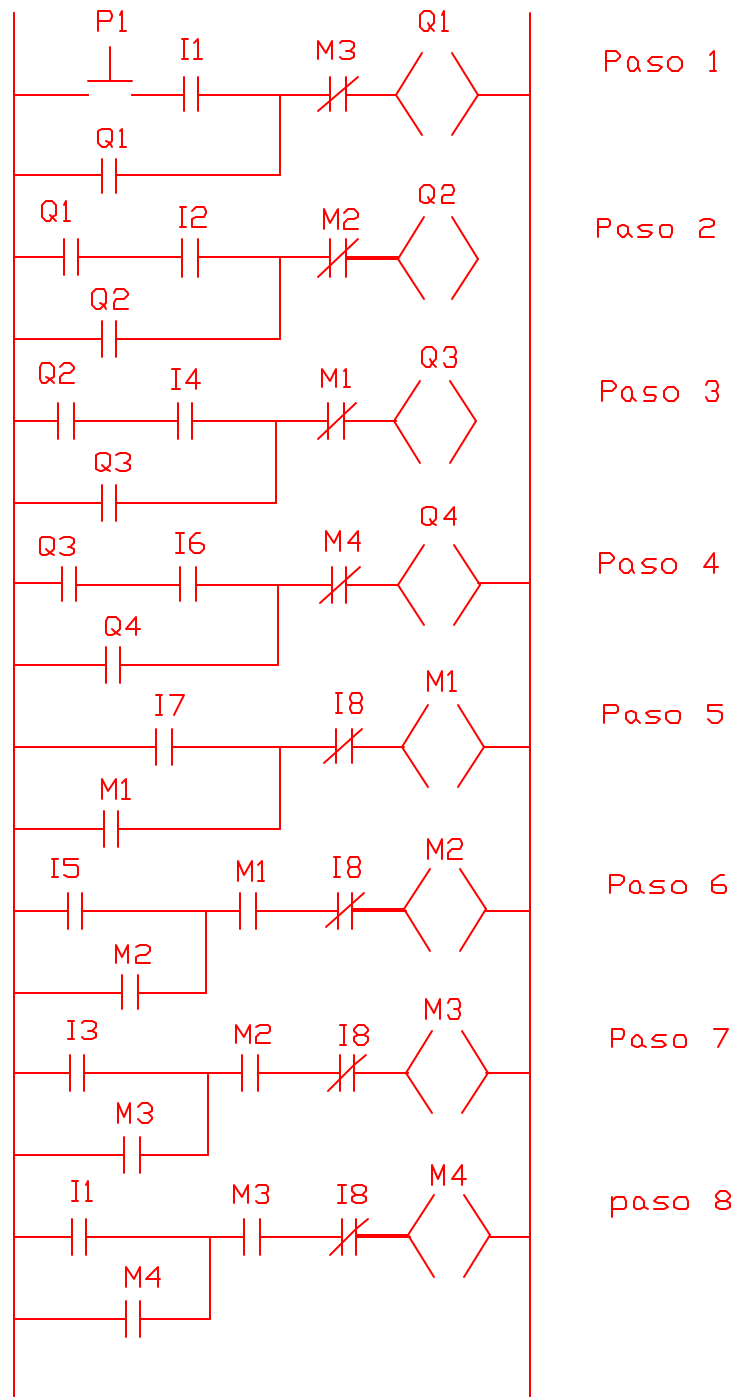 P1
Q1
I1
M3
Paso 1
Q1
Q2
Q1
I2
M2
Paso 2
Q2
Q3
Q2
I4
M1
Paso 3
Q3
Q4
Q3
I6
M4
Paso 4
Q4
M1
I7
I8
Paso 5
M1
M2
I5
M1
I8
Paso 6
M2
M3
I3
M2
I8
Paso 7
M3
M4
I1
M3
I8
paso 8
M4